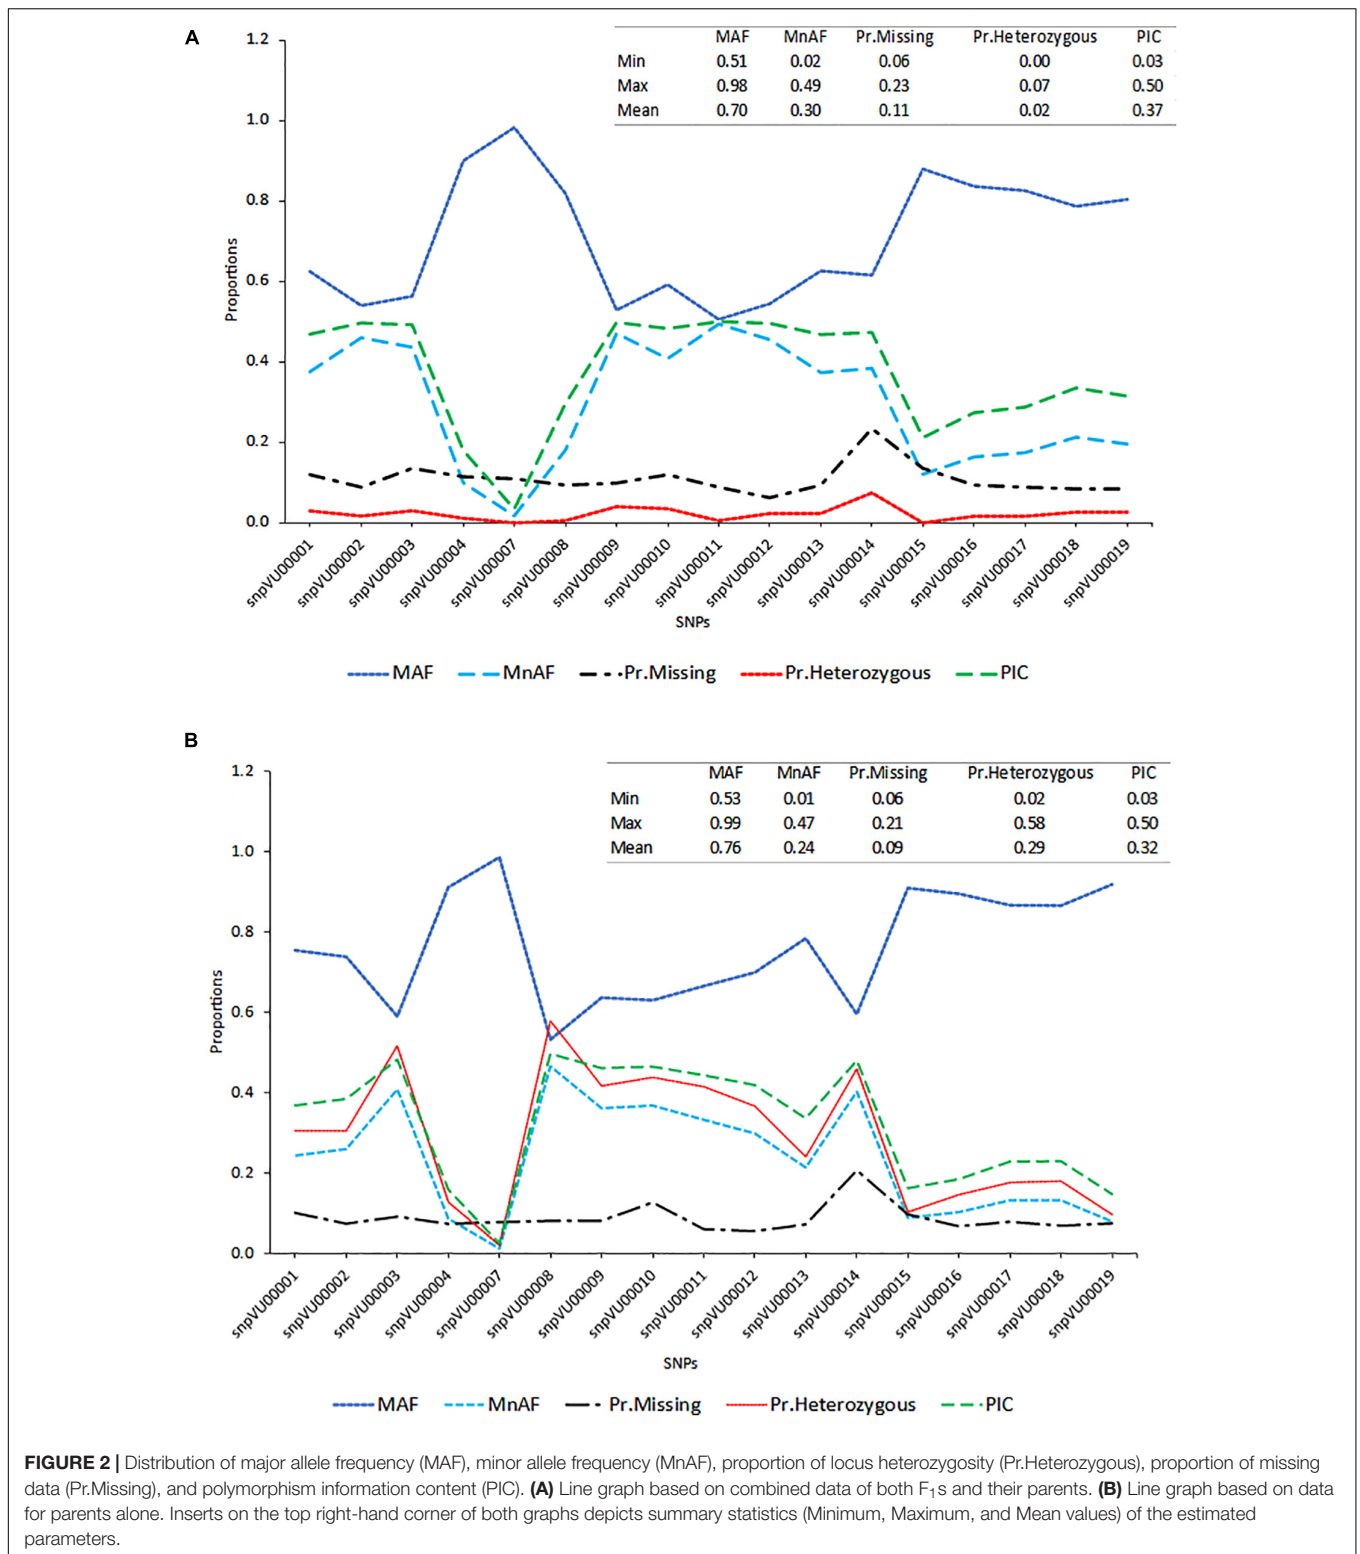 A
MAF MnAF Pr.Missing Pr.Heterozygous PIC
Min 0.51 0.02 0.06 0.00 0.03
Max 0.98 0.49 0.23 0.07 0.50
Mean 0.70 0.30 0.11 0.02 0.37
1.2
1.0
0.8
0.6
0.4
0.2
0.0
Proportions
snpVU00001 snpVU00002 snpVU00003 snpVU00004 snpVU00007 snpVU00008 snpVU00009 snpVU00010 snpVU00011 snpVU00012 snpVU00013 snpVU00014 snpVU00015 snpVU00016 snpVU00017 snpVU00018 snpVU00019
SNPs
MAF MnAF Pr.Missing Pr.Heterozygous PIC
B
MAF MnAF Pr.Missing Pr.Heterozygous PIC
Min 0.53 0.01 0.06 0.02 0.03
Max 0.99 0.47 0.21 0.58 0.50
Mean 0.76 0.24 0.09 0.29 0.32
1.2
1.0
0.8
0.6
0.4
0.2
0.0
Proportions
snpVU00001 snpVU00002 snpVU00003 snpVU00004 snpVU00007 snpVU00008 snpVU00009 snpVU00010 snpVU00011 snpVU00012 snpVU00013 snpVU00014 snpVU00015 snpVU00016 snpVU00017 snpVU00018 snpVU00019
SNPs
MAF MnAF Pr.Missing Pr.Heterozygous PIC
FIGURE 2 | Distribution of major allele frequency (MAF), minor allele frequency (MnAF), proportion of locus heterozygosity (Pr.Heterozygous), proportion of missing
data (Pr.Missing), and polymorphism information content (PIC). (A) Line graph based on combined data of both F₁s and their parents. (B) Line graph based on data
for parents alone. Inserts on the top right-hand corner of both graphs depicts summary statistics (Minimum, Maximum, and Mean values) of the estimated
parameters.